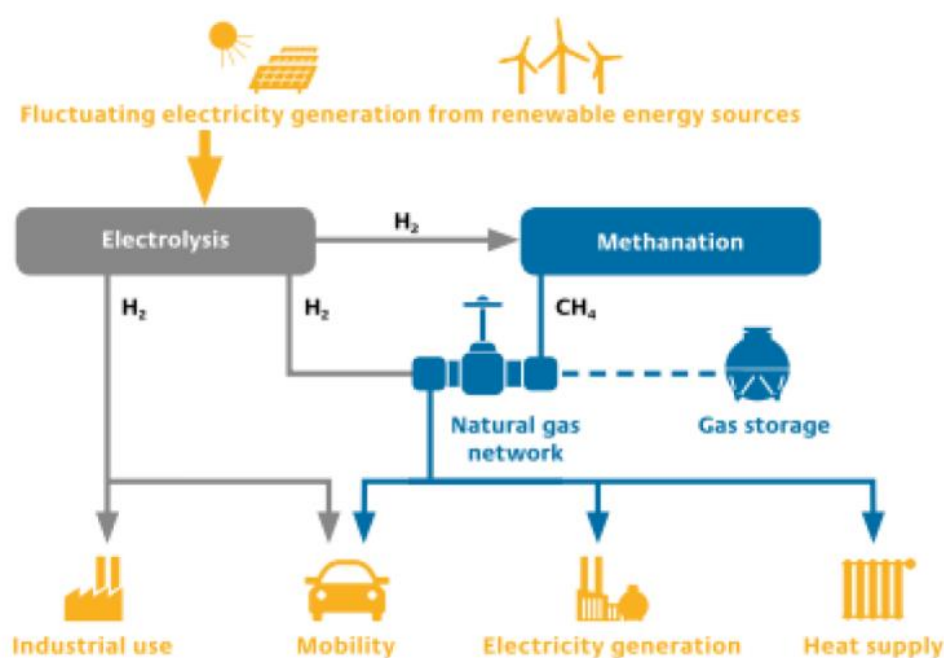 Fluctuating electricity generation from renewable energy sources
Electrolysis
H₂
Methanation
H₂
H₂
CH₄
Natural gas
network
Gas storage
Industrial use
Mobility
Electricity generation
Heat supply